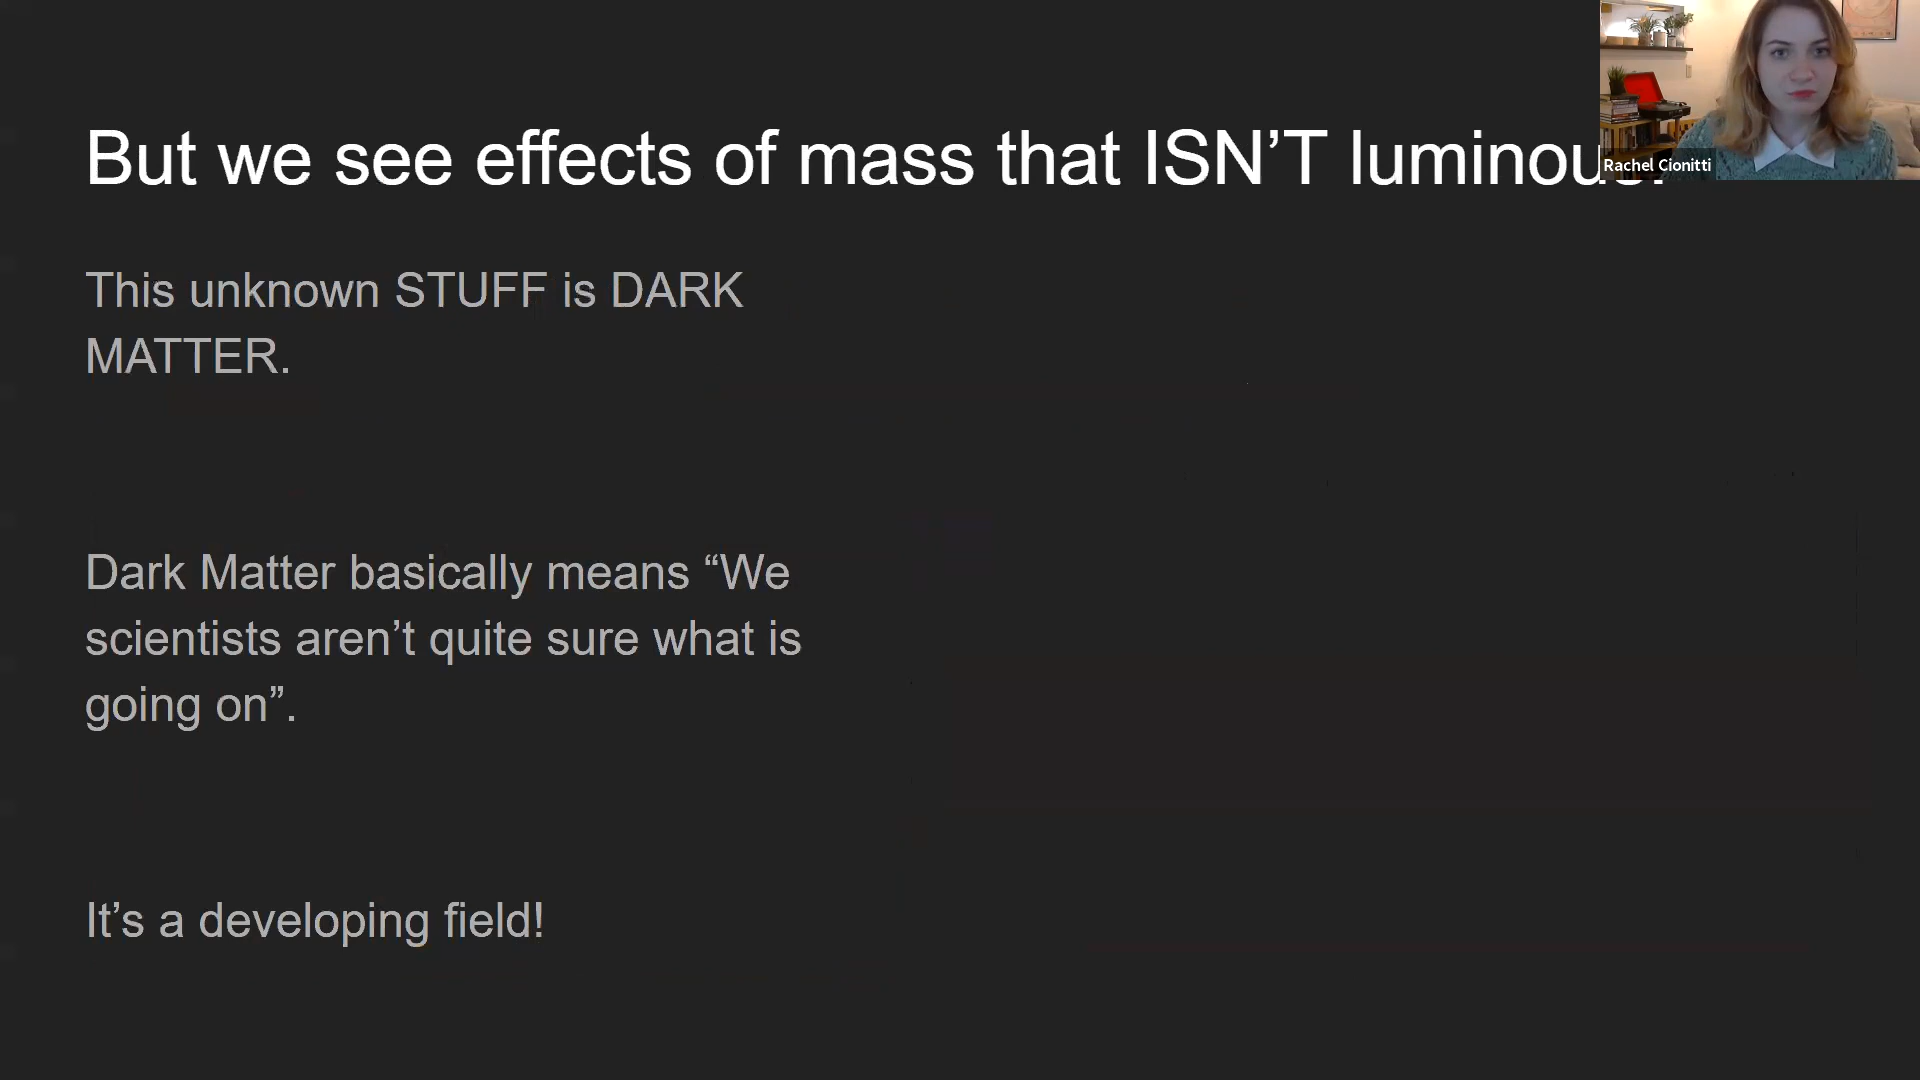 But we see effects of mass that ISN’T
Rachel Cionitti
This unknown STUFF is DARK
MATTER.
Dark Matter basically means “We
scientists aren’t quite sure what is
going on”.
It’s a developing field!